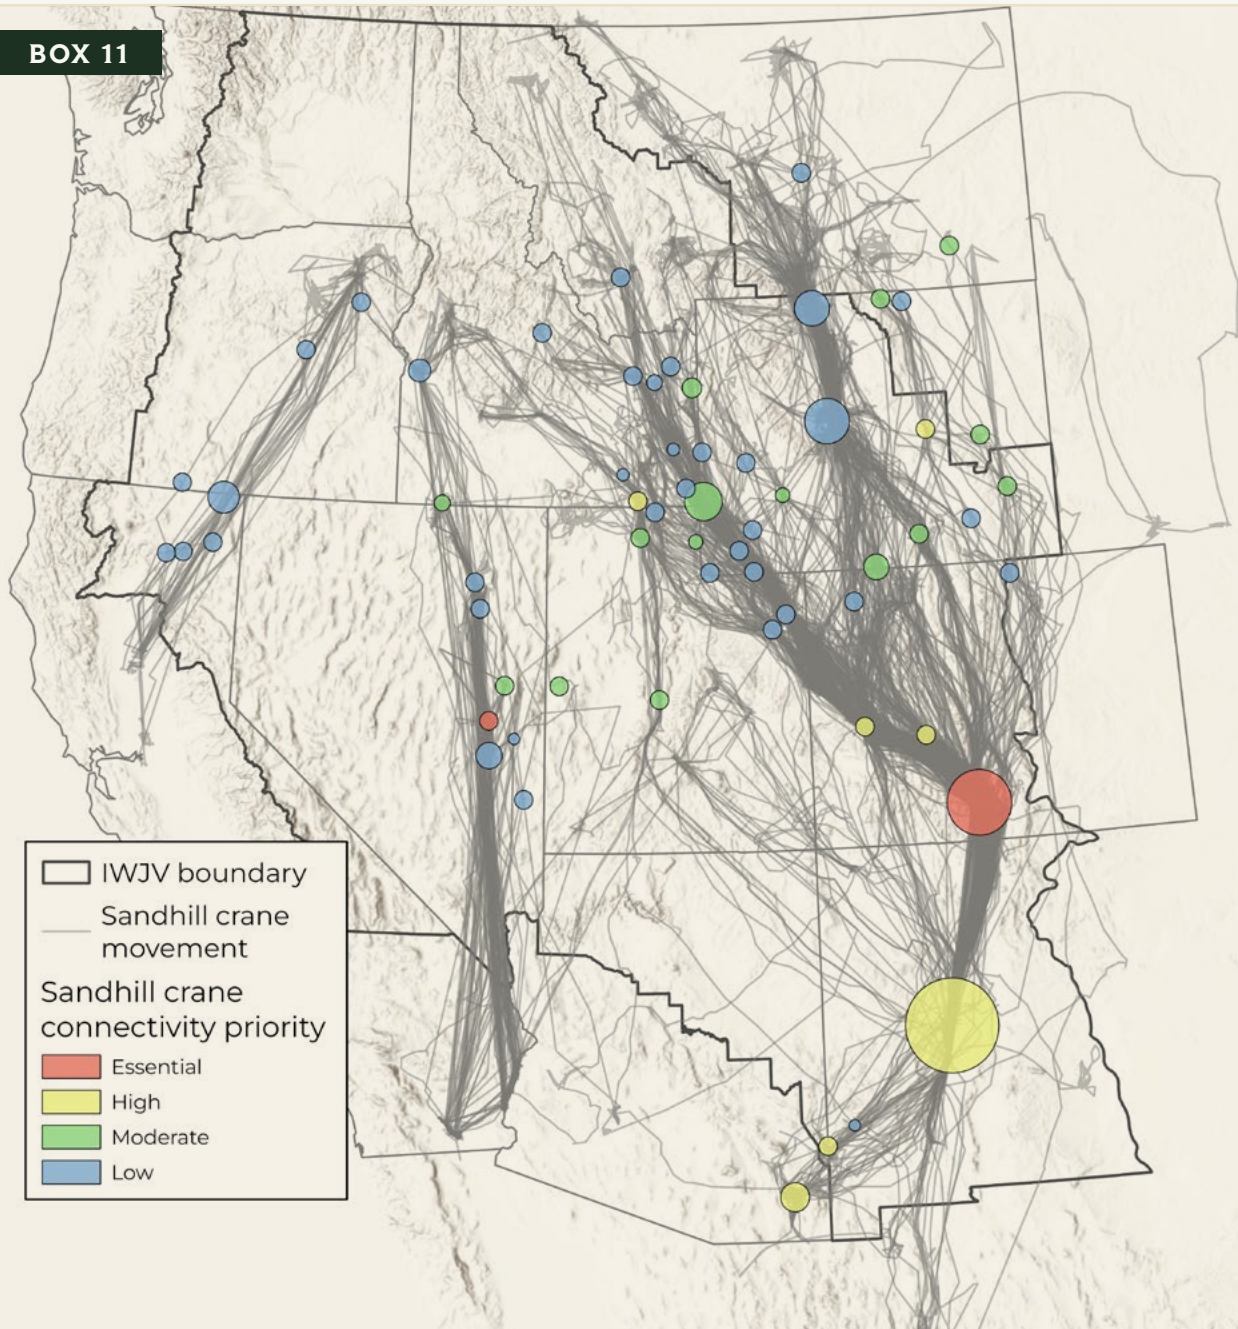 BOX 11
IWJV boundary
Sandhill crane
movement
Sandhill crane
connectivity priority
Essential
High
Moderate
Low